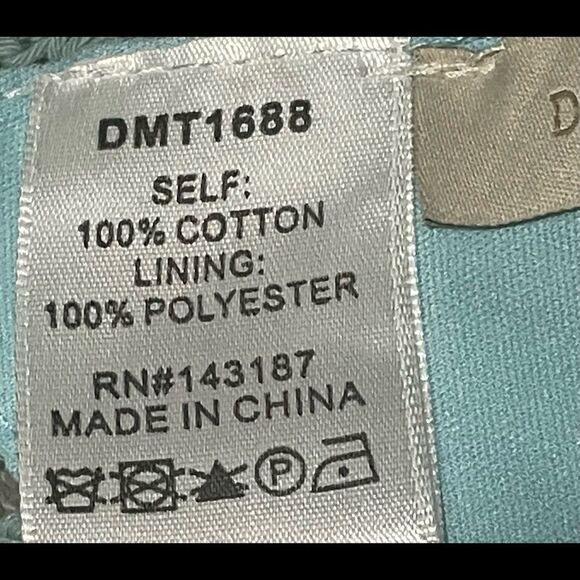 DMT1688
SELF:
100% COTTON
LINING:
100% POLYESTER
RN#143187
MADE IN CHINA
P
D